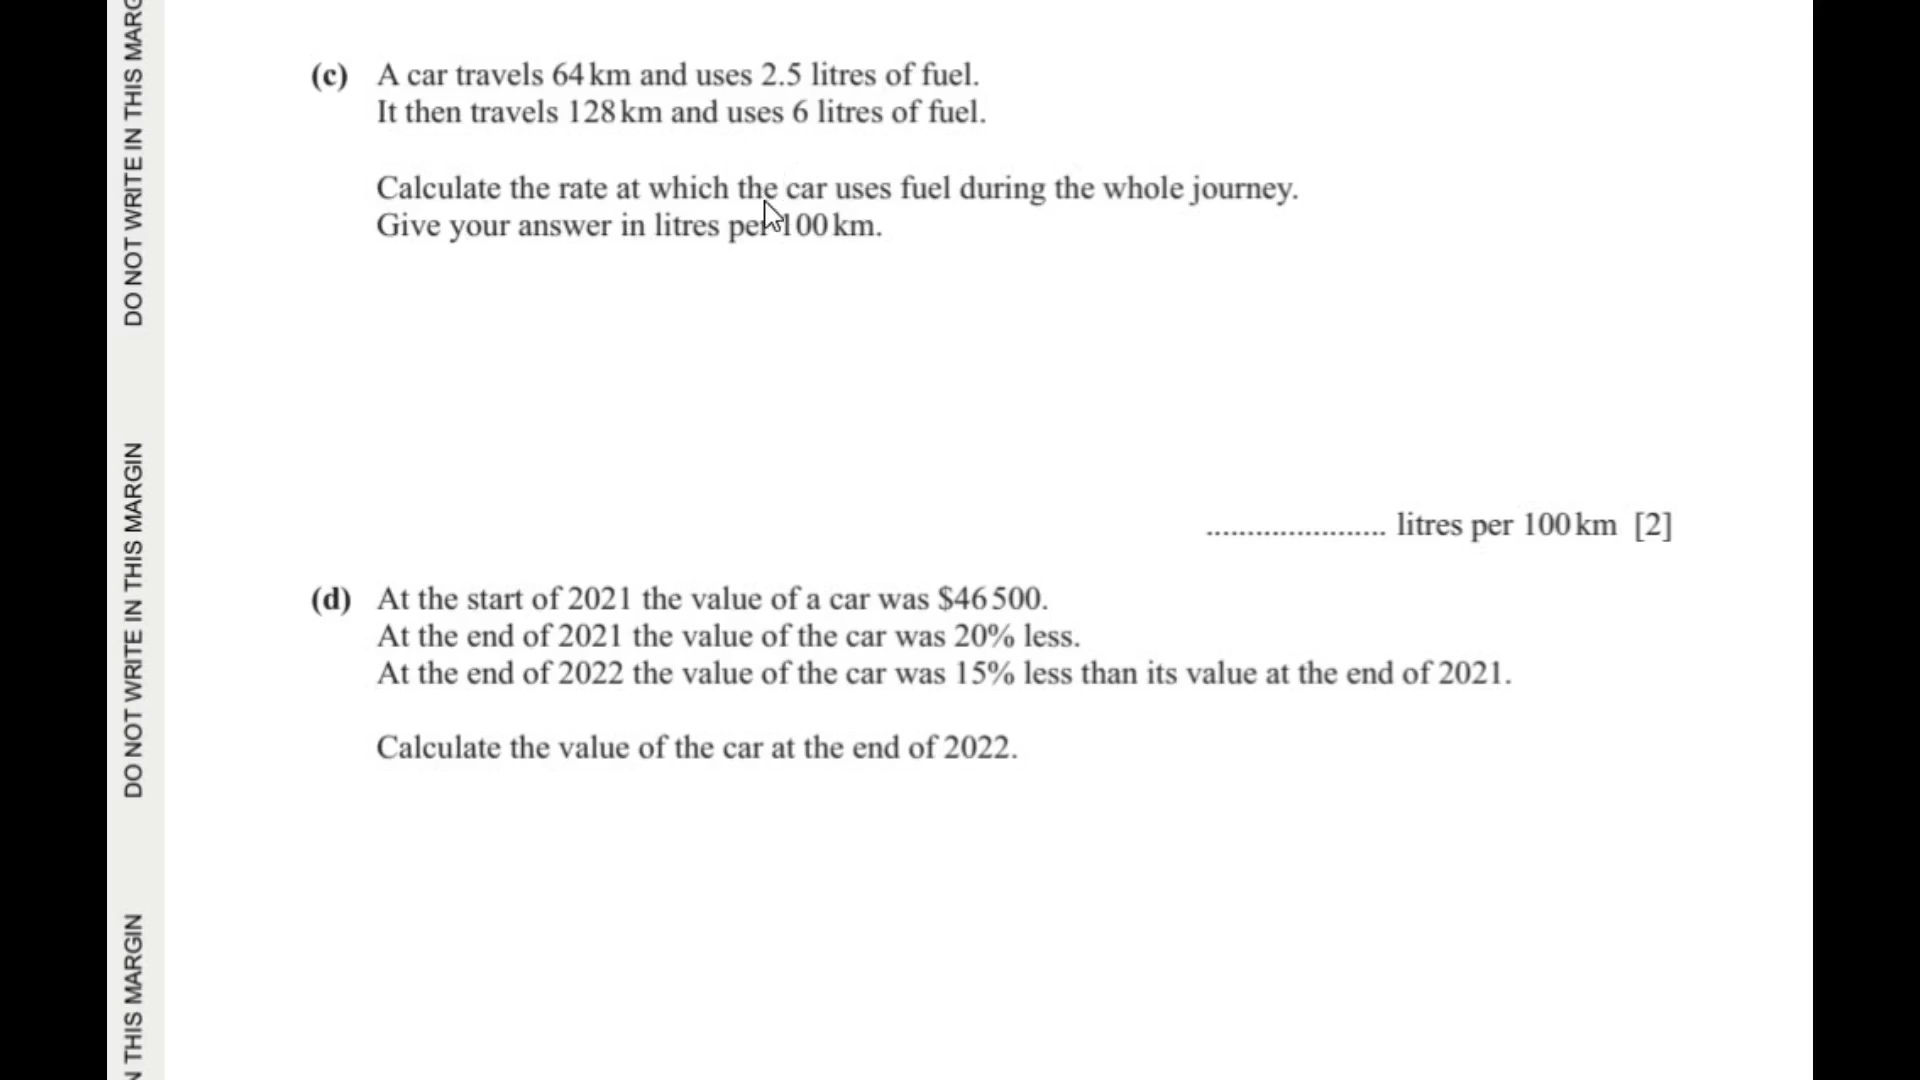 DO NOT WRITE IN THIS MARG
DO NOT WRITE IN THIS MARGIN
THIS MARGIN
(c) A car travels 64 km and uses 2.5 litres of fuel.
It then travels 128 km and uses 6 litres of fuel.
Calculate the rate at which the car uses fuel during the whole journey.
Give your answer in litres per 100 km.
...................... litres per 100 km [2]
(d) At the start of 2021 the value of a car was $46 500.
At the end of 2021 the value of the car was 20% less.
At the end of 2022 the value of the car was 15% less than its value at the end of 2021.
Calculate the value of the car at the end of 2022.